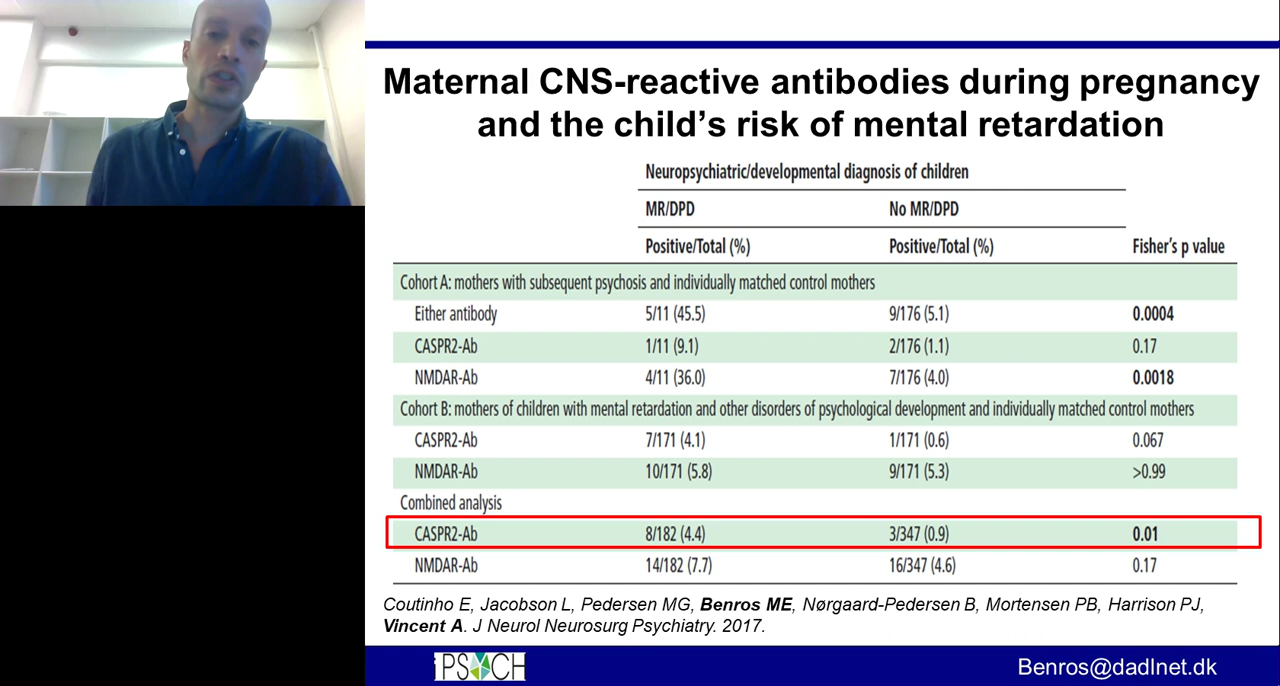 Maternal CNS-reactive antibodies during pregnancy
and the child's risk of mental retardation
Neuropsychiatric/developmental diagnosis of children
MR/DPD No MR/DPD
Positive/Total (%) Positive/Total (%) Fisher's p value
Cohort A: mothers with subsequent psychosis and individually matched control mothers
Either antibody 5/11 (45.5) 9/176 (5.1) 0.0004
CASPR2-Ab 1/11 (9.1) 2/176 (1.1) 0.17
NMDAR-Ab 4/11 (36.0) 7/176 (4.0) 0.0018
Cohort B: mothers of children with mental retardation and other disorders of psychological development and individually matched control mothers
CASPR2-Ab 7/171 (4.1) 1/171 (0.6) 0.067
NMDAR-Ab 10/171 (5.8) 9/171 (5.3) >0.99
Combined analysis
CASPR2-Ab 8/182 (4.4) 3/347 (0.9) 0.01
NMDAR-Ab 14/182 (7.7) 16/347 (4.6) 0.17
Coutinho E, Jacobson L, Pedersen MG, Benros ME, Nørgaard-Pedersen B, Mortensen PB, Harrison PJ,
Vincent A. J Neurol Neurosurg Psychiatry. 2017.
iPSYCH Benros@dadlnet.dk